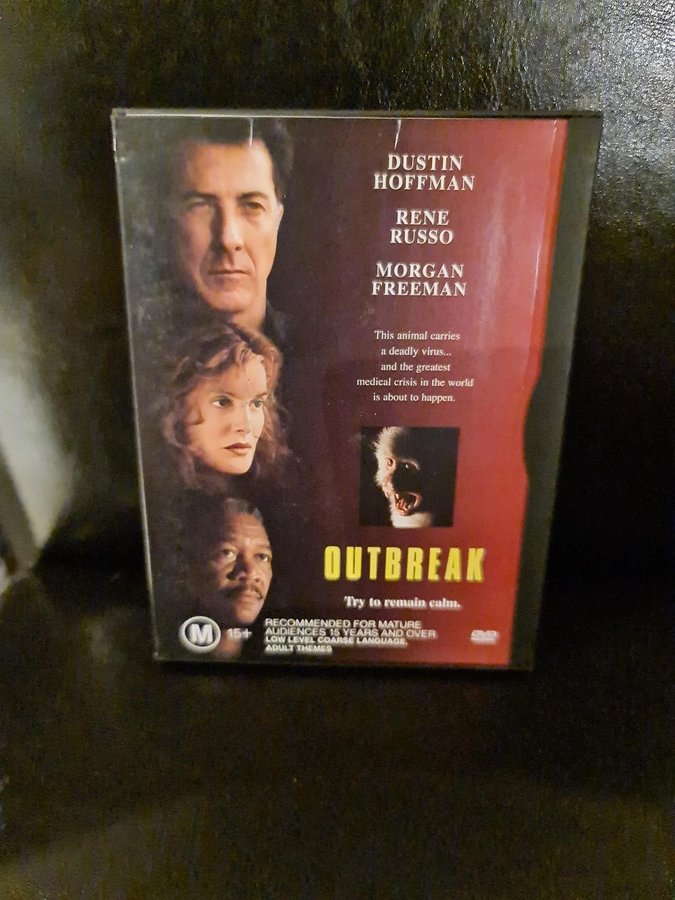 DUSTIN
HOFFMAN
RENE
RUSSO
MORGAN
FREEMAN
This animal carries
a deadly virus...
and the greatest
medical crisis in the world
is about to happen.
OUTBREAK
Try to remain calm.
M 15+
RECOMMENDED FOR MATURE
AUDIENCES 15 YEARS AND OVER
LOW LEVEL COARSE LANGUAGE,
ADULT THEMES
DVD